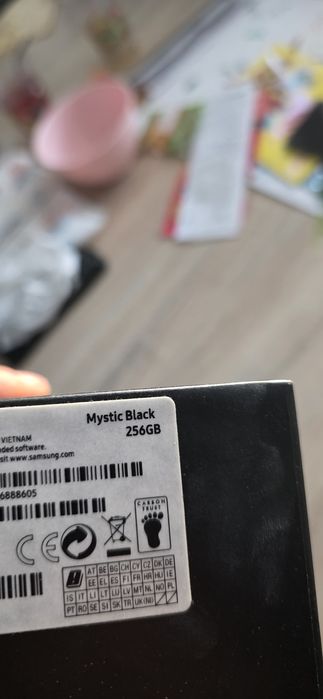 Mystic Black
256GB
VIETNAM
ded software.
sit www.samsung.com
6888605
CARBON
TRUST
CE
AT BE BG CH CY CZ DK DE
EE EL ES FI FR HR HU IE
IS IT LI LT LU LV MT NL NO PL
PT RO SE SI SK TR UK(NI)